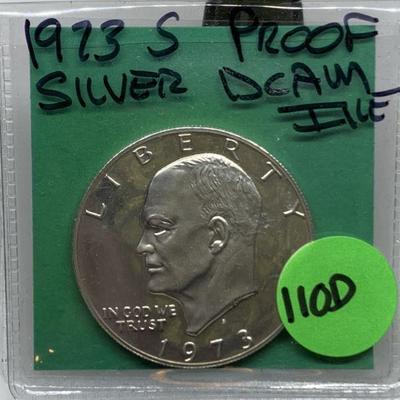 1973 S PROOF
SILVER DCAM
IKE
LIBERTY
IN GOD WE
TRUST
S
1973
110D